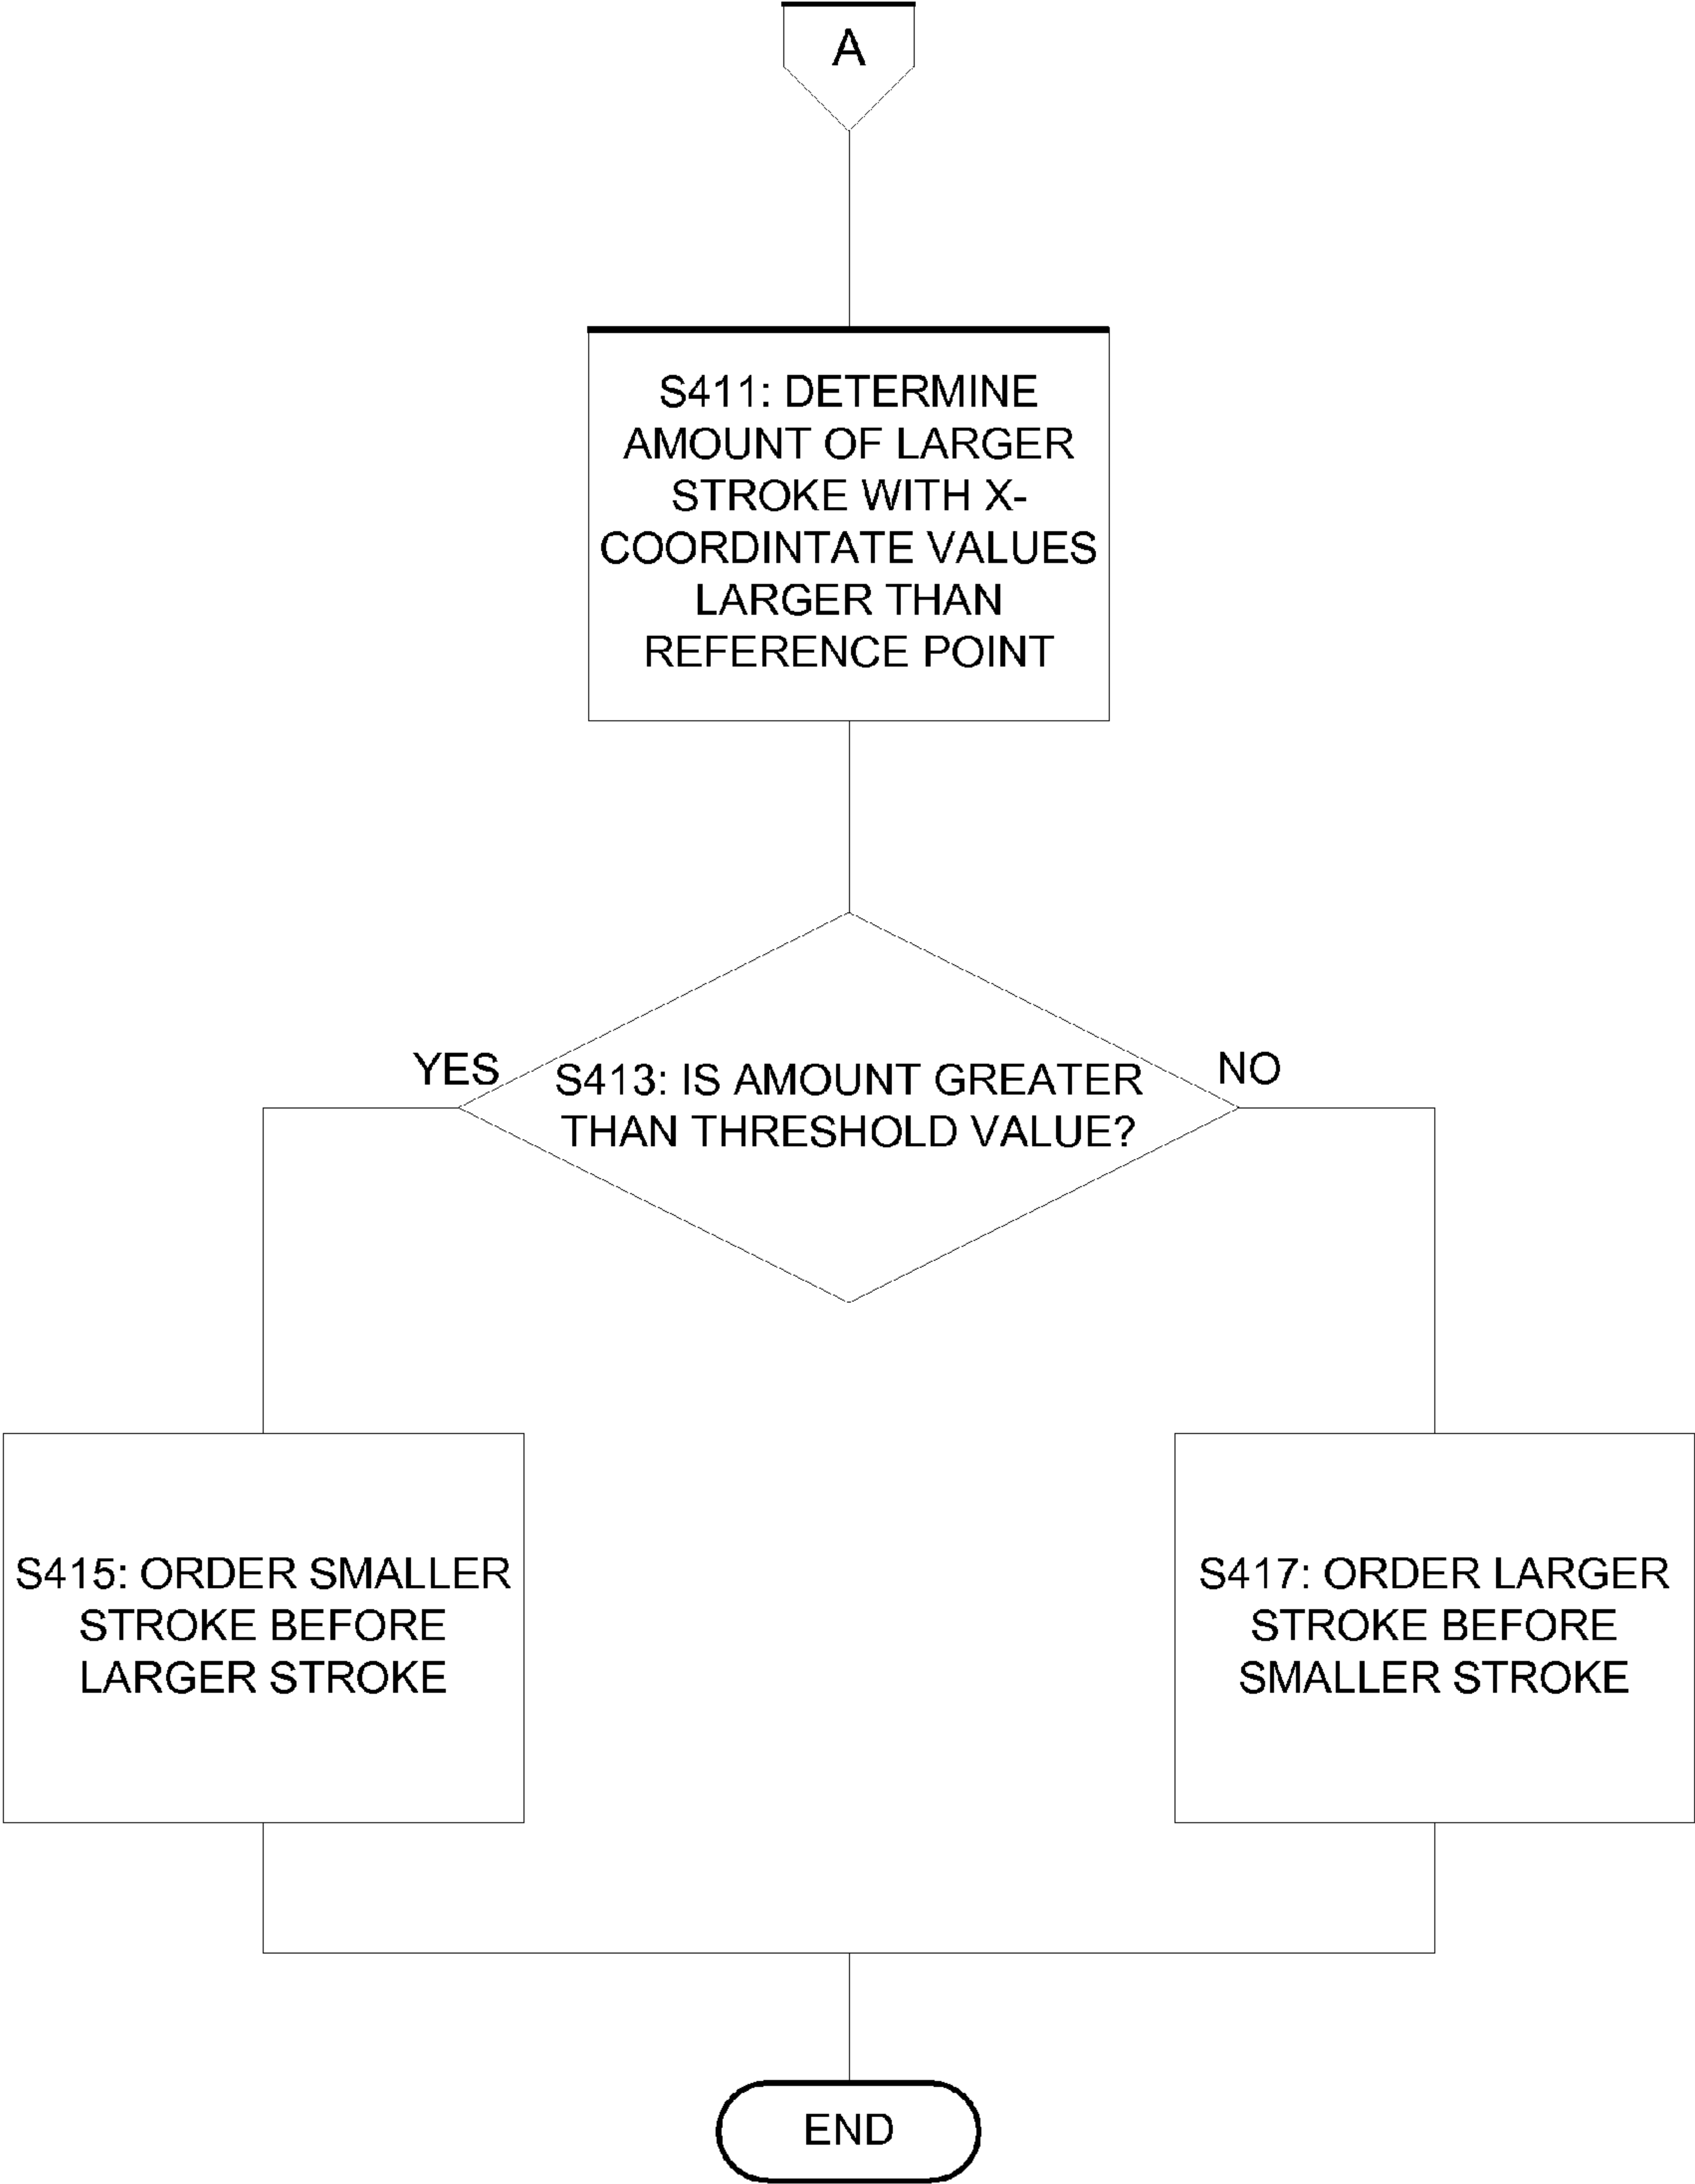 A
S411: DETERMINE
AMOUNT OF LARGER
STROKE WITH X-
COORDINTATE VALUES
LARGER THAN
REFERENCE POINT
YES
S413: IS AMOUNT GREATER
THAN THRESHOLD VALUE?
NO
S415: ORDER SMALLER
STROKE BEFORE
LARGER STROKE
S417: ORDER LARGER
STROKE BEFORE
SMALLER STROKE
END